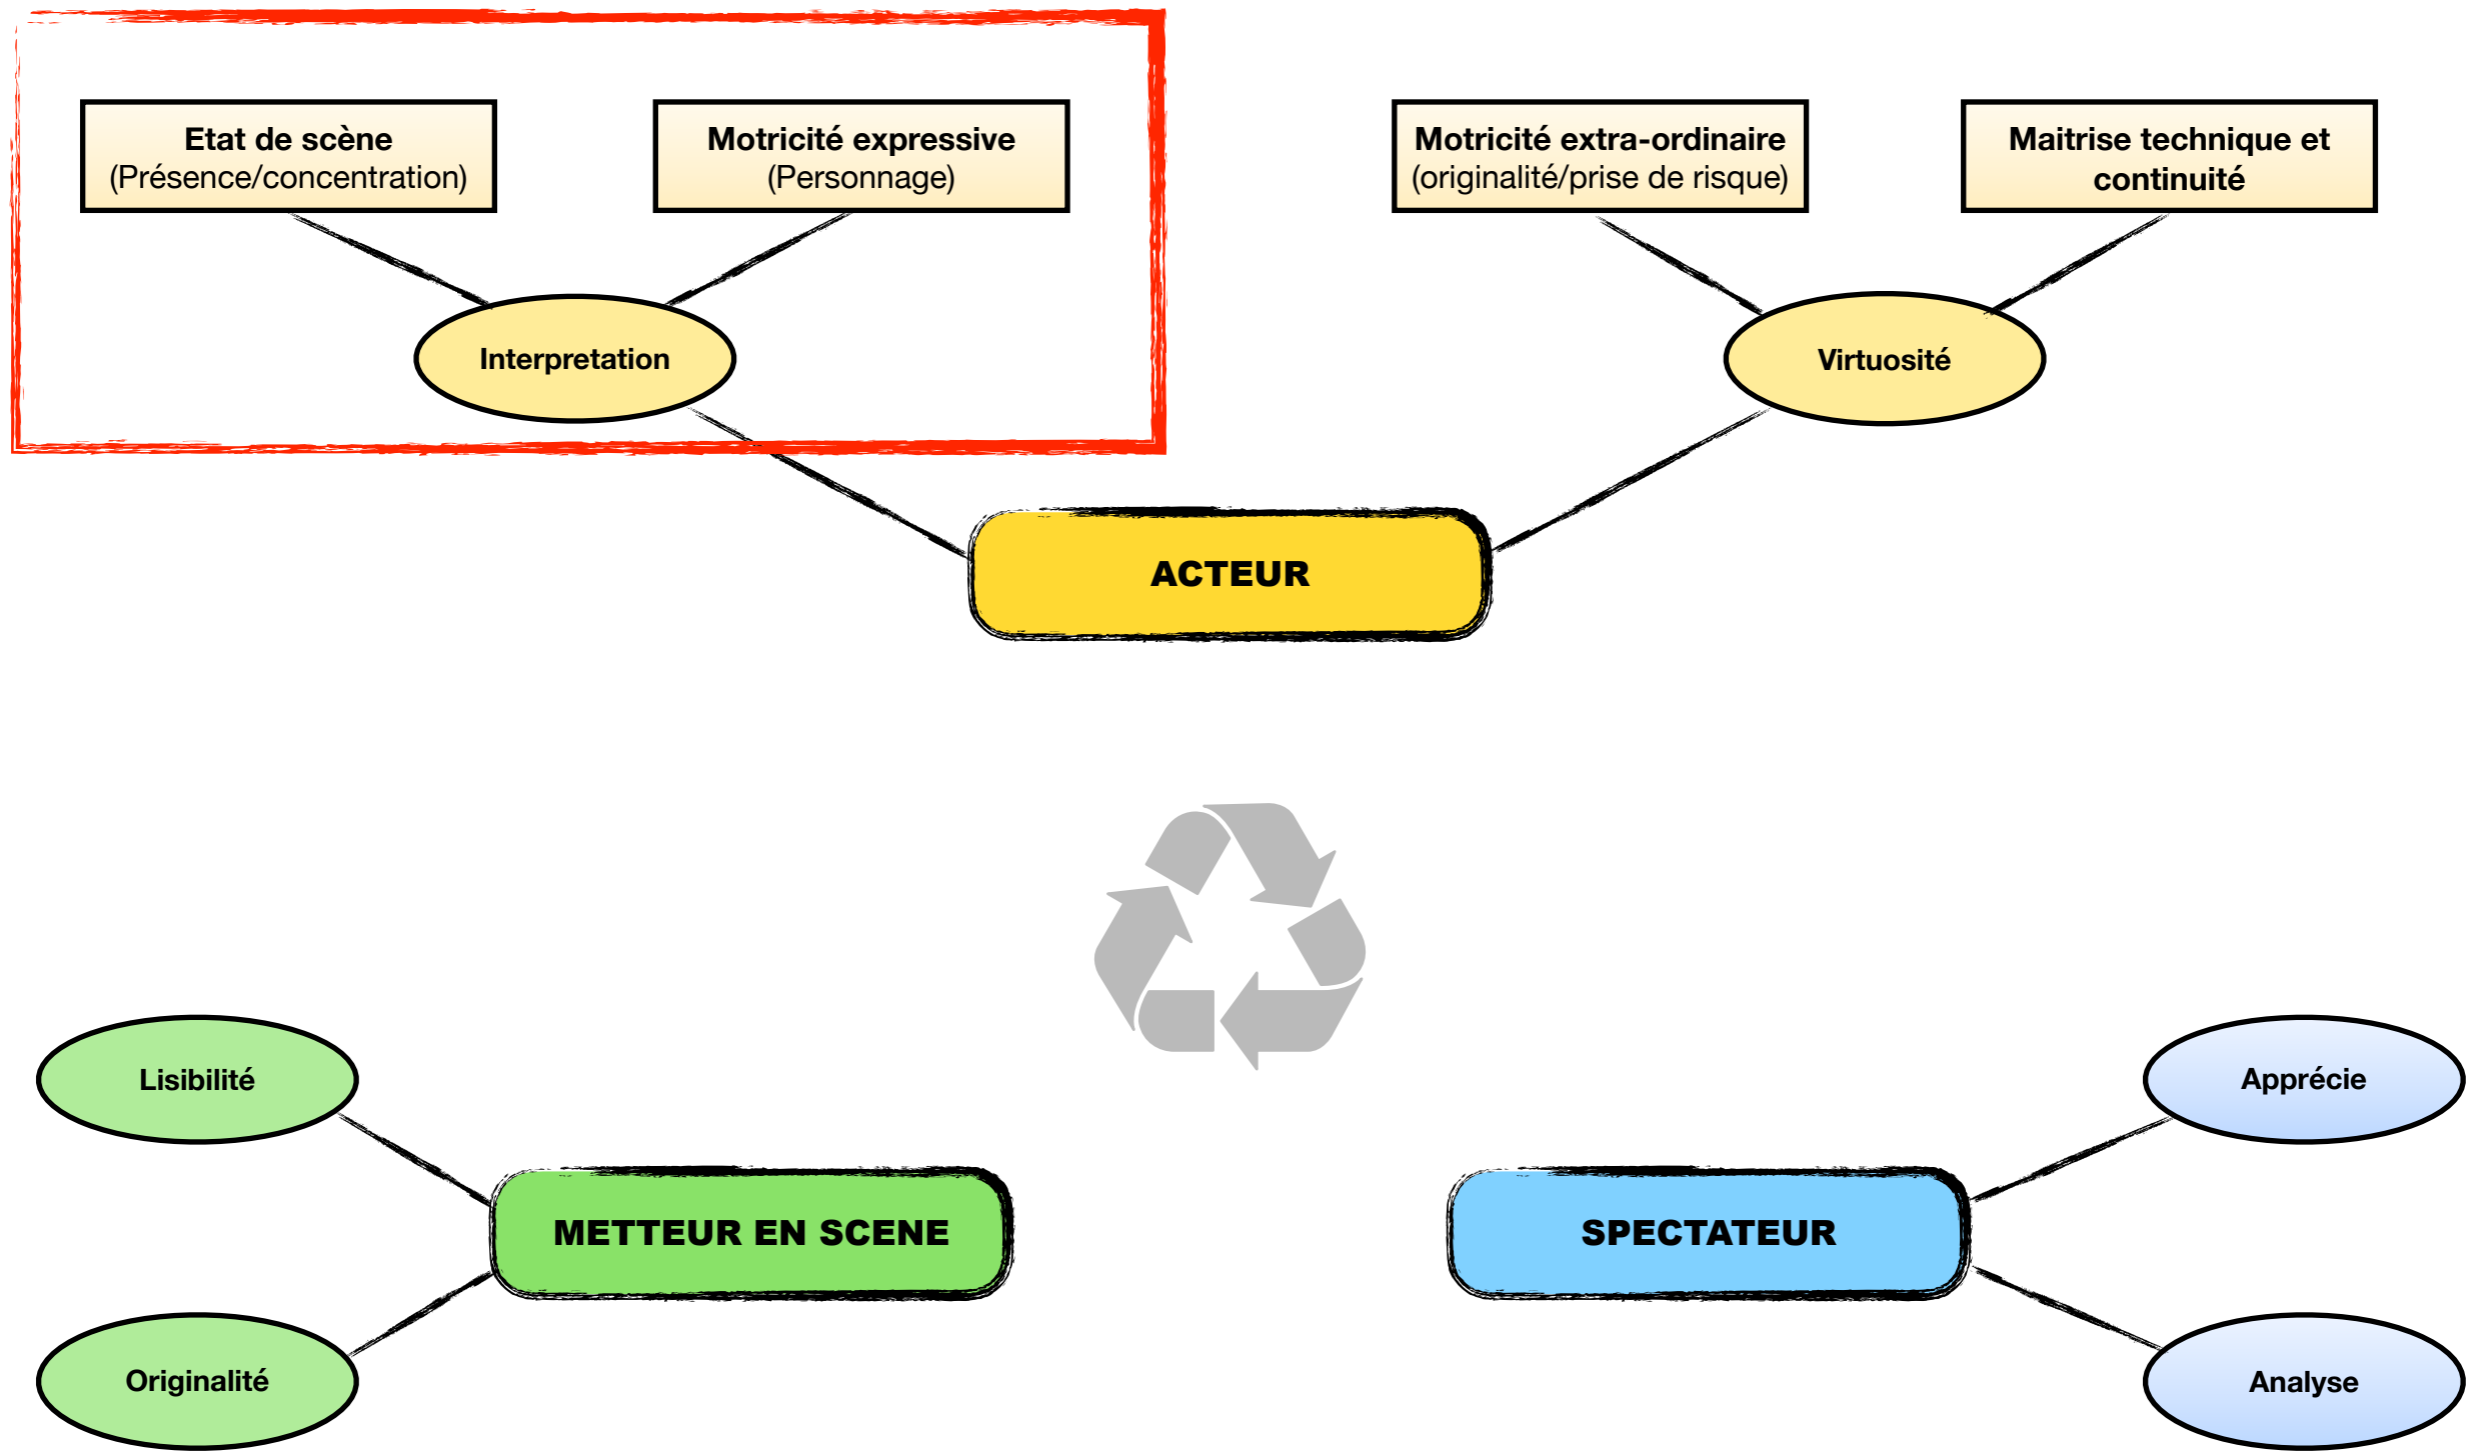 Etat de scène
(Présence/concentration)
Motricité expressive
(Personnage)
Motricité extra-ordinaire
(originalité/prise de risque)
Maitrise technique et
continuité
Interpretation
Virtuosité
ACTEUR
Lisibilité
Apprécie
METTEUR EN SCENE
SPECTATEUR
Originalité
Analyse